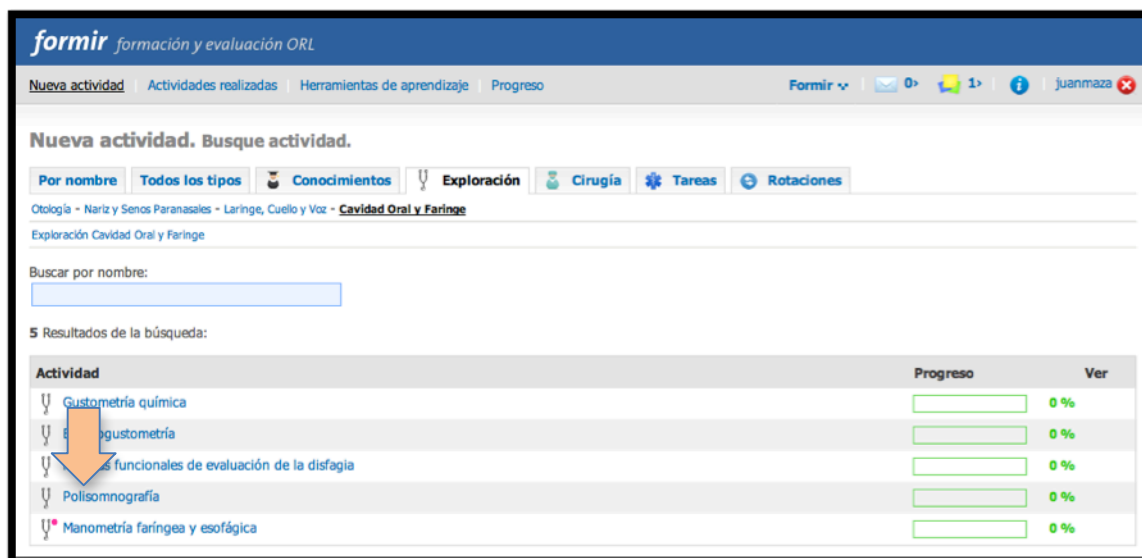 formir formación y evaluación ORL
Nueva actividad Actividades realizadas Herramientas de aprendizaje Progreso Formir 0› 1› juanmaza
Nueva actividad. Busque actividad.
Por nombre Todos los tipos Conocimientos Exploración Cirugía Tareas Rotaciones
Otología - Nariz y Senos Paranasales - Laringe, Cuello y Voz - Cavidad Oral y Faringe
Exploración Cavidad Oral y Faringe
Buscar por nombre:
5 Resultados de la búsqueda:
Actividad Progreso Ver
Gustometría química 0 %
0 %
funcionales de evaluación de la disfagia 0 %
Polisomnografía 0 %
Manometría faríngea y esofágica 0 %